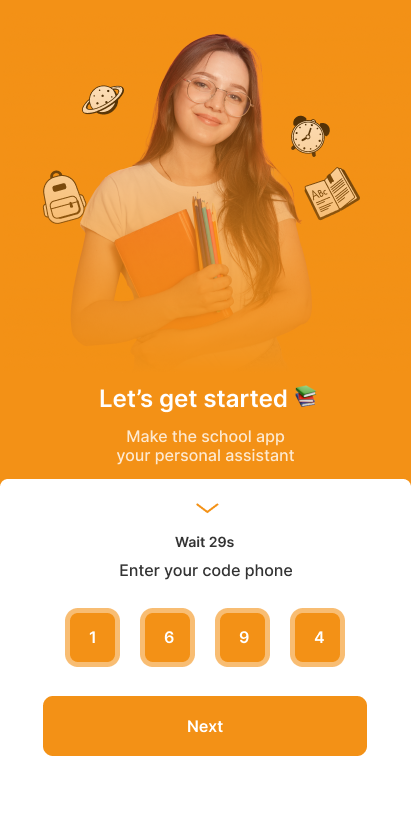 ABC
Let's get started 📚
Make the school app
your personal assistant
Wait 29s
Enter your code phone
1 6 9 4
Next